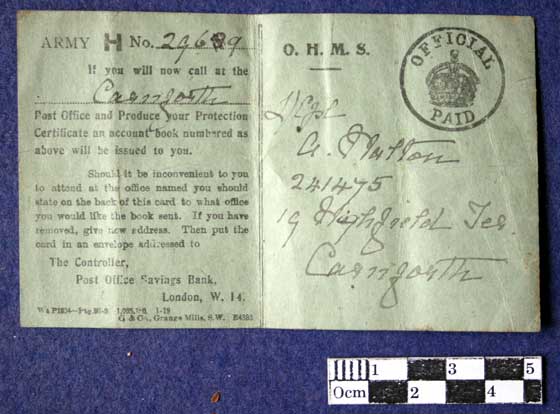 ARMY H No. 29689
If you will now call at the
Carnforth
Post Office and Produce your Protection
Certificate an account book numbered as
above will be issued to you.
Should it be inconvenient to you
to attend at the office named you should
state on the back of this card to what office
you would like the book sent. If you have
removed, give new address. Then put the
card in an envelope addressed to
The Controller,
Post Office Savings Bank,
London, W. 14.
G & Co., Grange Mills, S.W.
O. H. M. S.
OFFICIAL
PAID
L/Cpl
A.
241475
19 Highfield Ter
Carnforth
1 3 5
0cm 2 4